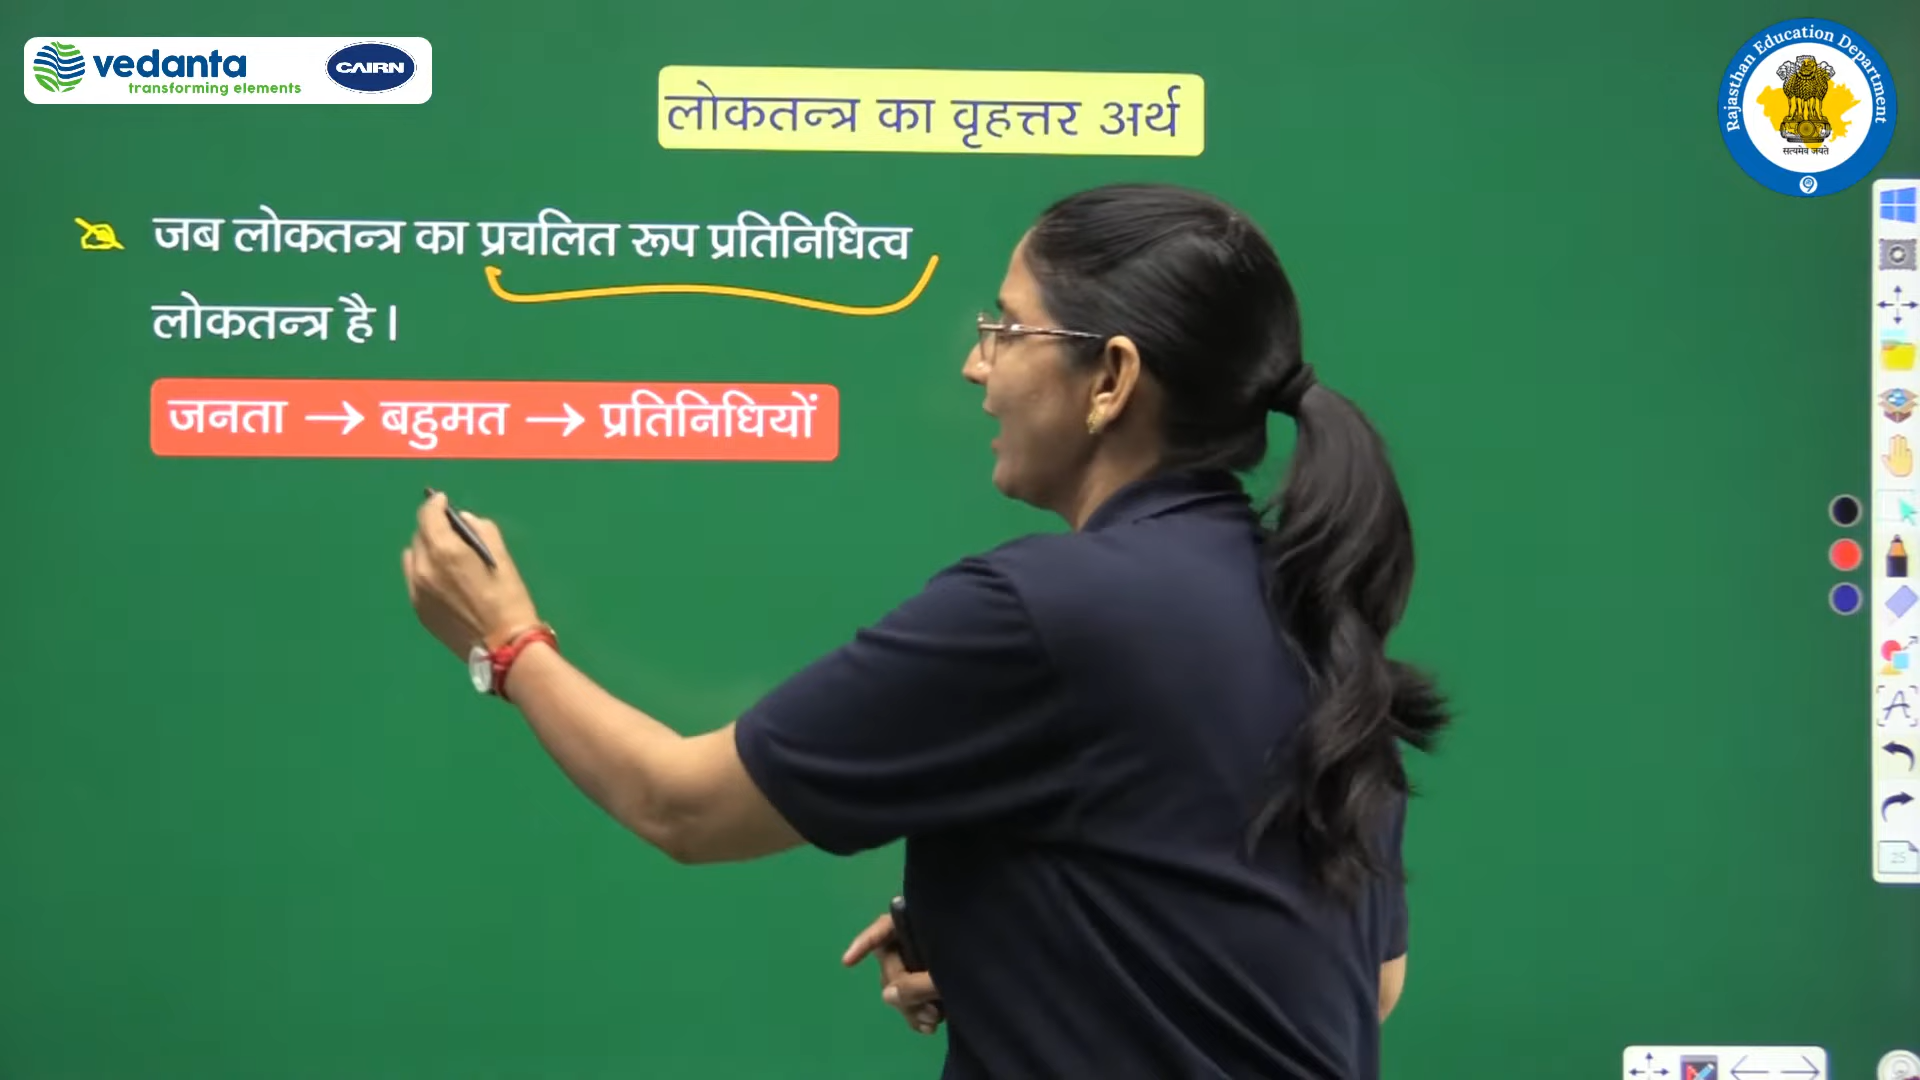 vedanta
transforming elements
CAIRN
Rajasthan Education Department
सत्यमेव जयते
लोकतन्त्र का वृहत्तर अर्थ
जब लोकतन्त्र का प्रचलित रूप प्रतिनिधित्व
लोकतन्त्र है।
जनता → बहुमत → प्रतिनिधियों
A
25